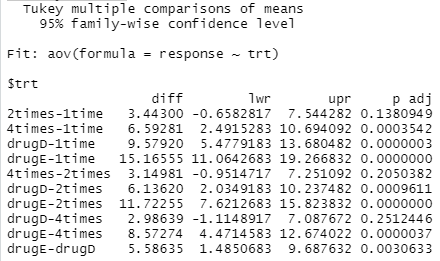 Tukey multiple comparisons of means
95% family-wise confidence level
Fit: aov(formula = response ~ trt)
$trt
diff lwr upr p adj
2times-1time 3.44300 -0.6582817 7.544282 0.1380949
4times-1time 6.59281 2.4915283 10.694092 0.0003542
drugD-1time 9.57920 5.4779183 13.680482 0.0000003
drugE-1time 15.16555 11.0642683 19.266832 0.0000000
4times-2times 3.14981 -0.9514717 7.251092 0.2050382
drugD-2times 6.13620 2.0349183 10.237482 0.0009611
drugE-2times 11.72255 7.6212683 15.823832 0.0000000
drugD-4times 2.98639 -1.1148917 7.087672 0.2512446
drugE-4times 8.57274 4.4714583 12.674022 0.0000037
drugE-drugD 5.58635 1.4850683 9.687632 0.0030633